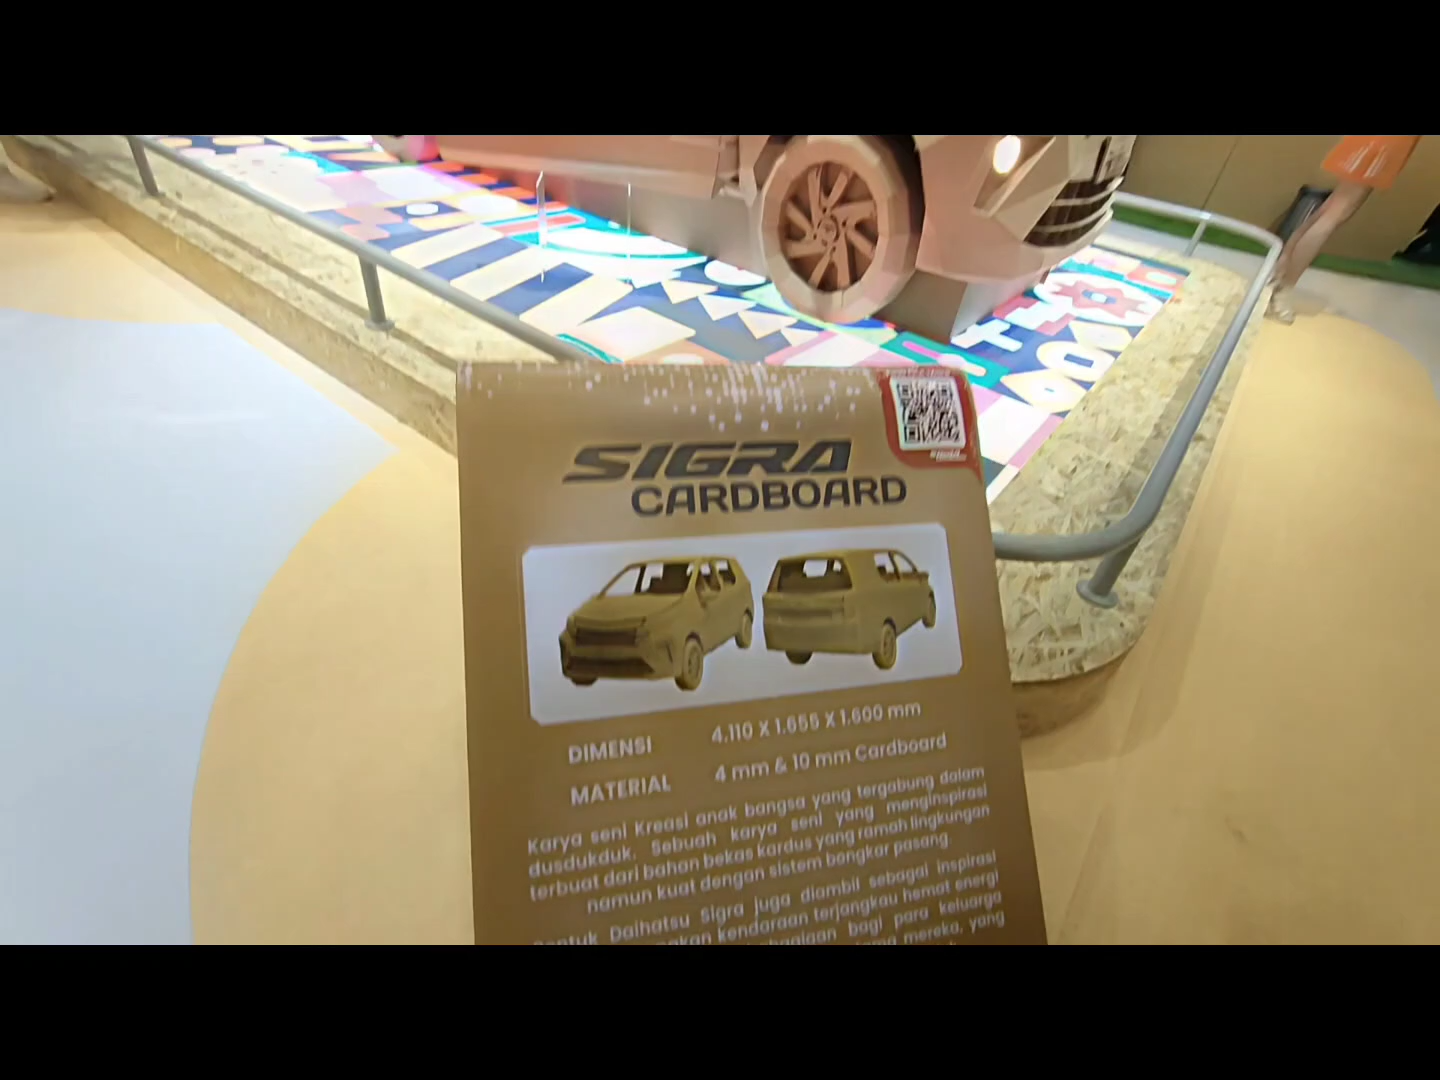 SIGRA
CARDBOARD
DIMENSI 4.110 X 1.655 X 1.600 mm
MATERIAL 4 mm & 10 mm Cardboard
Karya seni Kreasi anak bangsa yang tergabung dalam
dusdukduk. Sebuah karya seni yang menginspirasi
terbuat dari bahan bekas kardus yang ramah lingkungan
namun kuat dengan sistem bongkar pasang.
Daihatsu Sigra juga diambil sebagai inspirasi
kendaraan terjangkau hemat energi
bagi para keluarga
mereka, yang